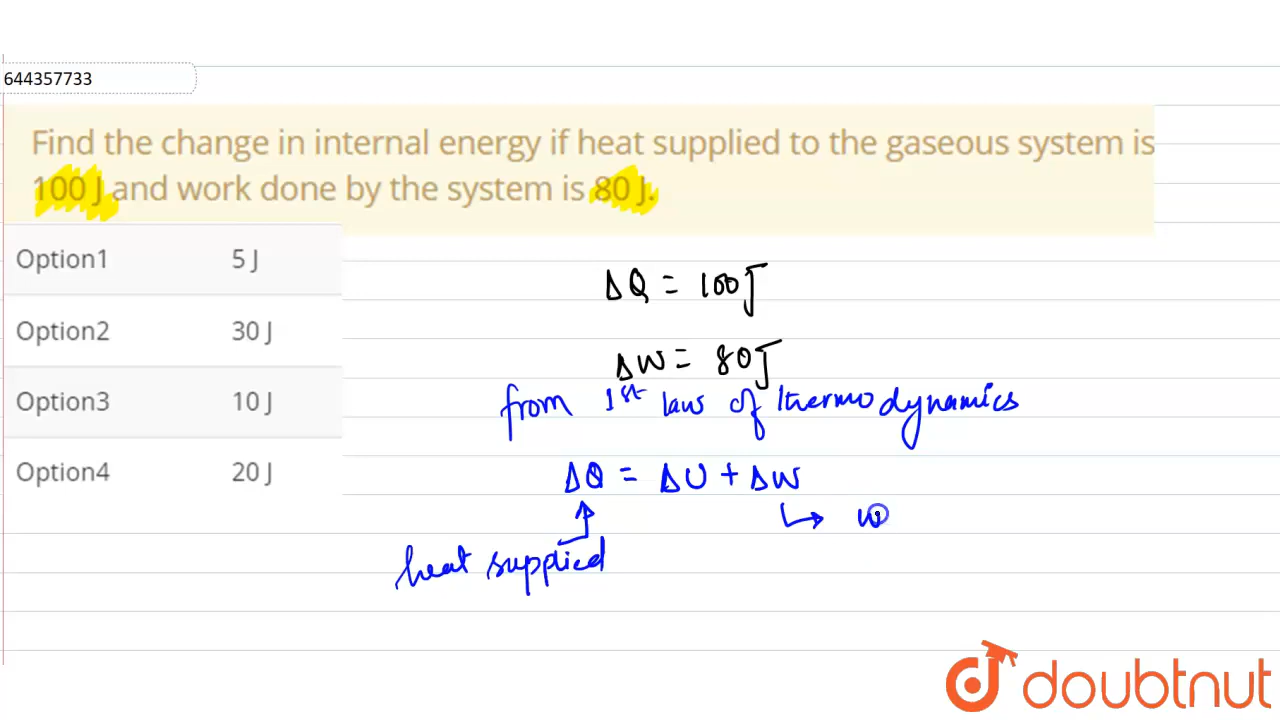 644357733
Find the change in internal energy if heat supplied to the gaseous system is
100 J and work done by the system is 80 J.
Option1 5 J
Option2 30 J
Option3 10 J
Option4 20 J
ΔQ = 100J
ΔW = 80J
from 1st law of thermodynamics
ΔQ = ΔU + ΔW
↳ wo
heat supplied
doubtnut